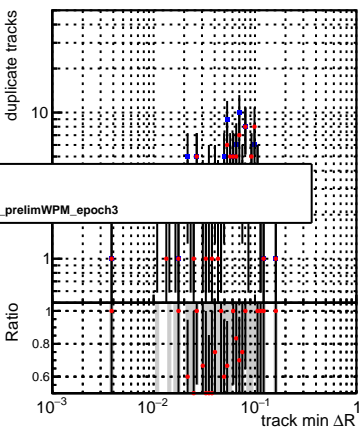 duplicate tracks
10
_prelimWPM_epoch3
1
Ratio
1
0.8
0.6
10⁻³ 10⁻² 10⁻¹ 1
track min ΔR